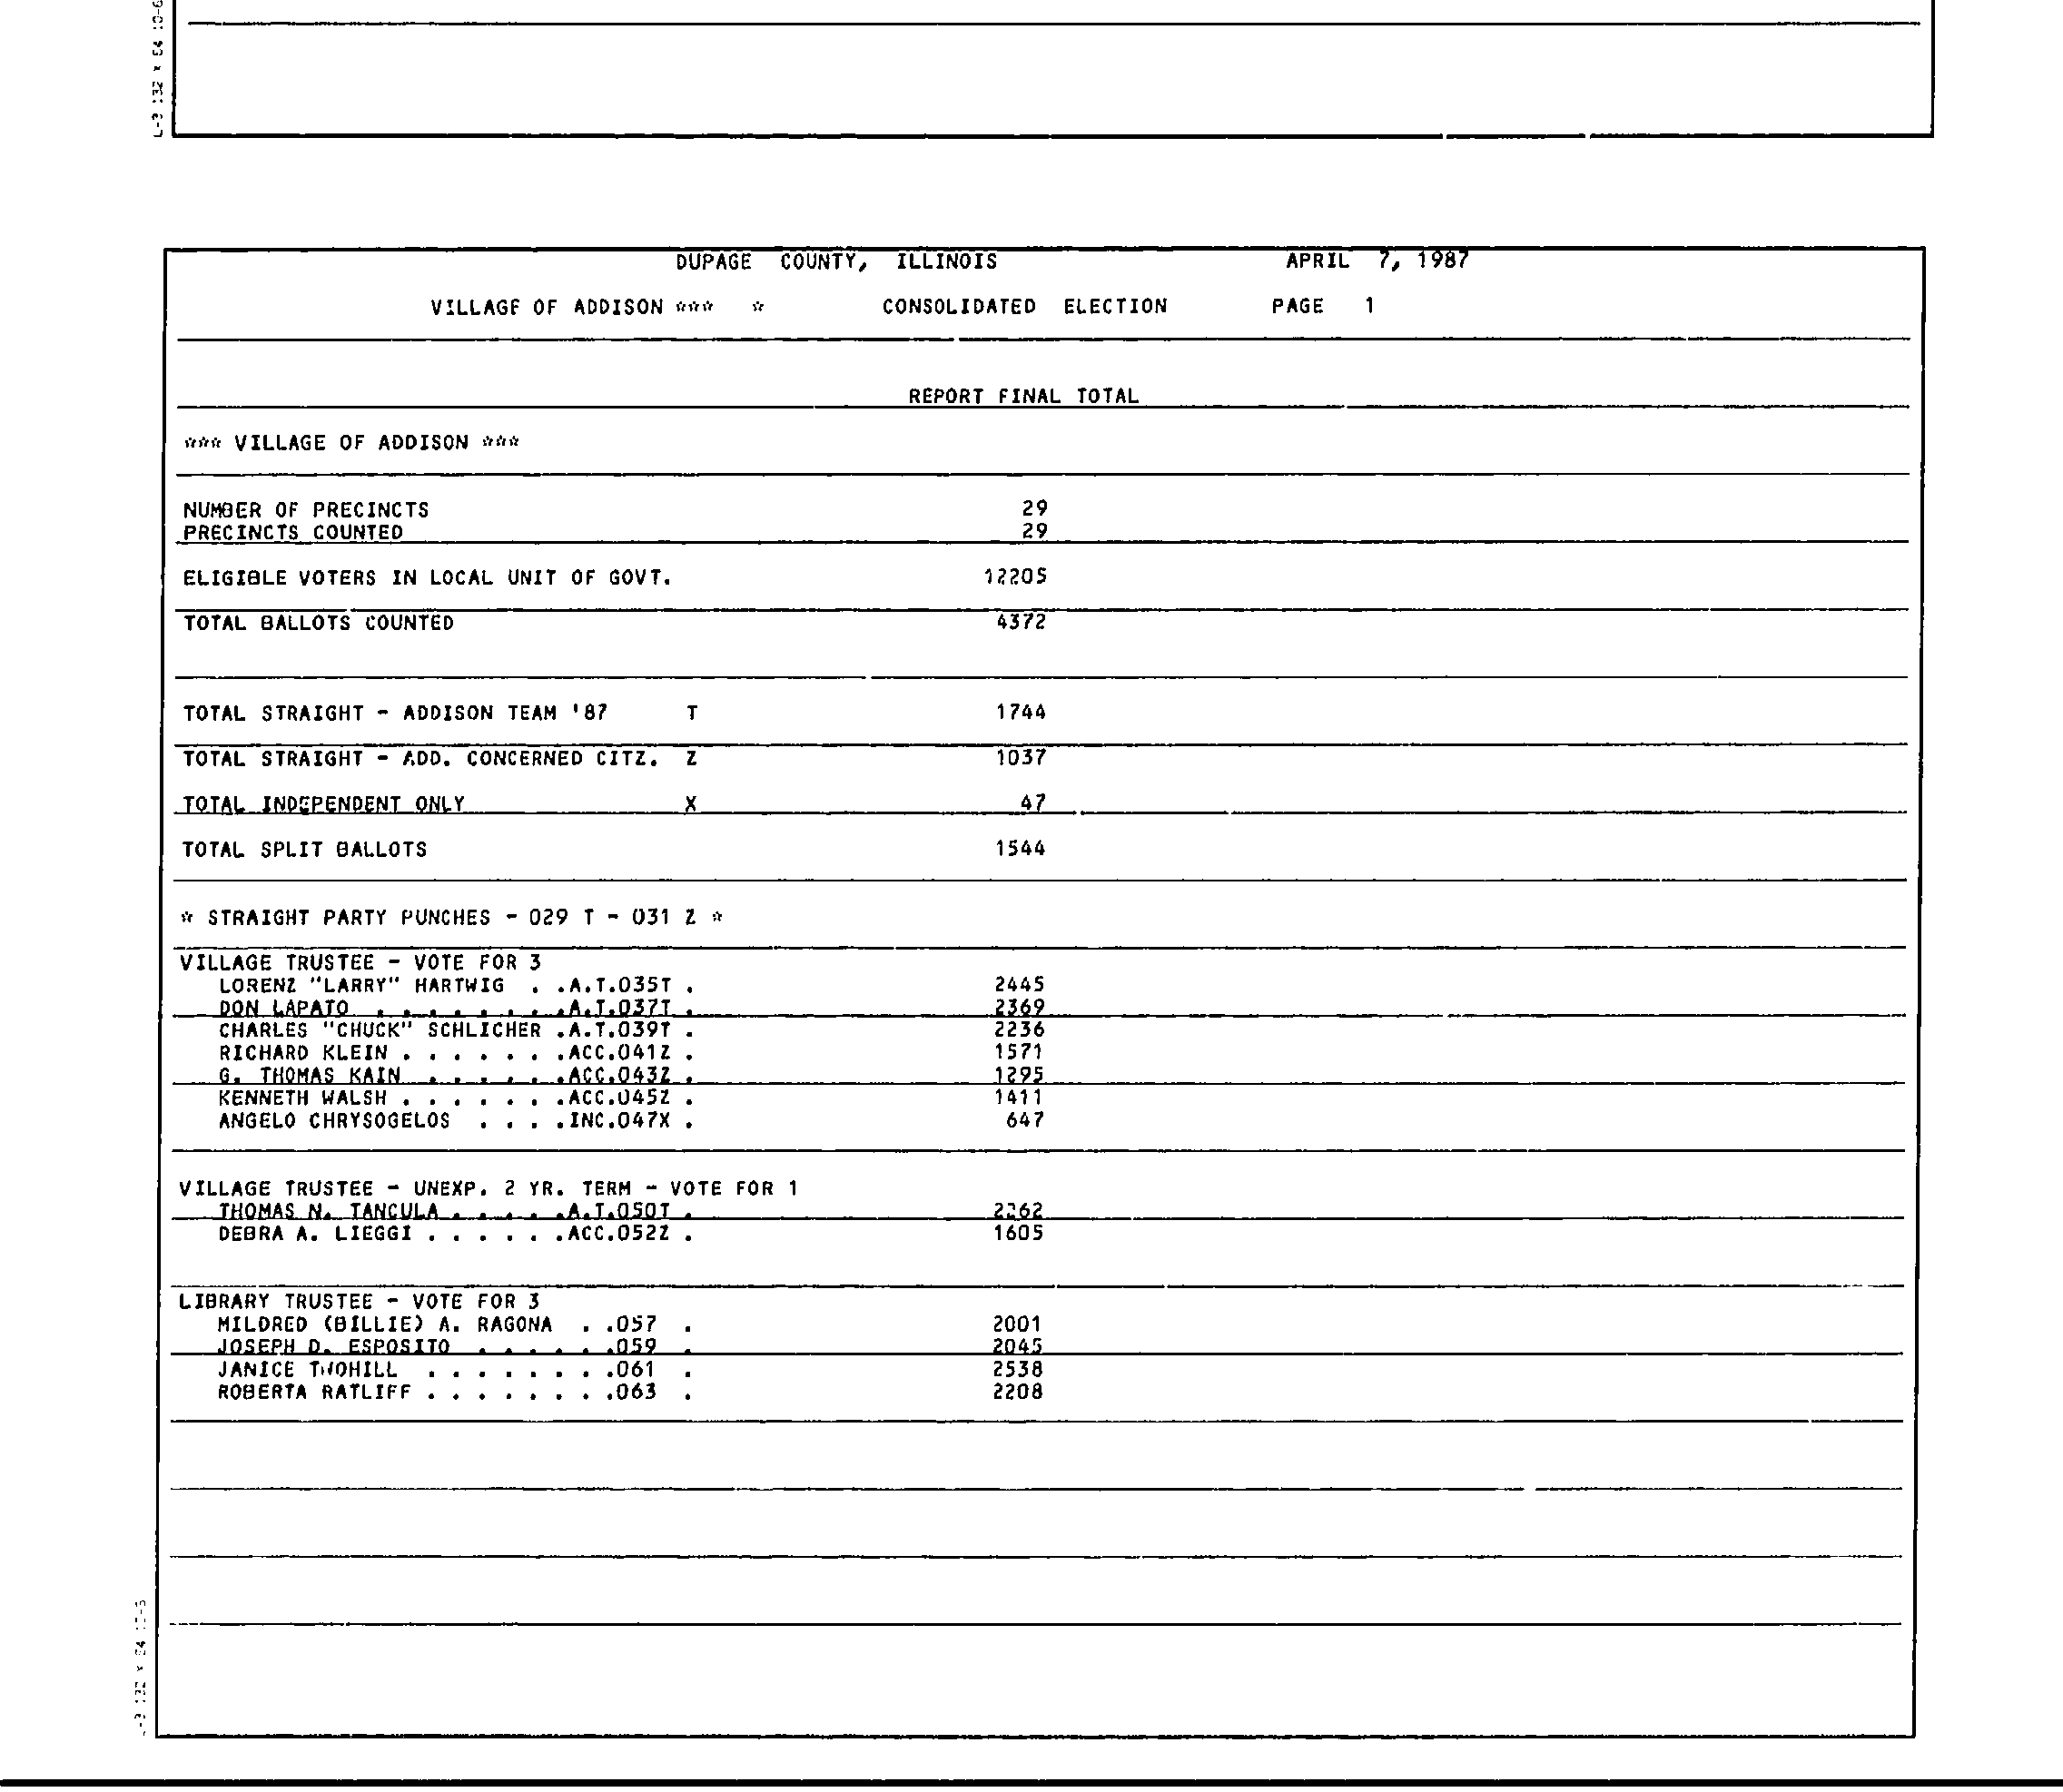 DUPAGE COUNTY, ILLINOIS APRIL 7, 1987
VILLAGE OF ADDISON *** * CONSOLIDATED ELECTION PAGE 1
REPORT FINAL TOTAL
*** VILLAGE OF ADDISON ***
NUMBER OF PRECINCTS 29
PRECINCTS COUNTED 29
ELIGIBLE VOTERS IN LOCAL UNIT OF GOVT. 12205
TOTAL BALLOTS COUNTED 4372
TOTAL STRAIGHT - ADDISON TEAM '87 T 1744
TOTAL STRAIGHT - ADD. CONCERNED CITZ. Z 1037
TOTAL INDEPENDENT ONLY X 47
TOTAL SPLIT BALLOTS 1544
* STRAIGHT PARTY PUNCHES - 029 T - 031 Z *
VILLAGE TRUSTEE - VOTE FOR 3
LORENZ "LARRY" HARTWIG . .A.T.035T . 2445
DON LAPATO . . . . . . . .A.T.037T . 2369
CHARLES "CHUCK" SCHLICHER .A.T.039T . 2236
RICHARD KLEIN . . . . . . .ACC.041Z . 1571
G. THOMAS KAIN . . . . . .ACC.043Z . 1295
KENNETH WALSH . . . . . . .ACC.045Z . 1411
ANGELO CHRYSOGELOS . . . .INC.047X . 647
VILLAGE TRUSTEE - UNEXP. 2 YR. TERM - VOTE FOR 1
THOMAS N. TANCULA . . . . .A.T.050T .
DEBRA A. LIEGGI . . . . . .ACC.052Z . 1605
LIBRARY TRUSTEE - VOTE FOR 3
MILDRED (BILLIE) A. RAGONA . .057 . 2001
JOSEPH D. ESPOSITO . . . . . .059 . 2045
JANICE TWOHILL . . . . . . . .061 . 2538
ROBERTA RATLIFF . . . . . . . .063 . 2208